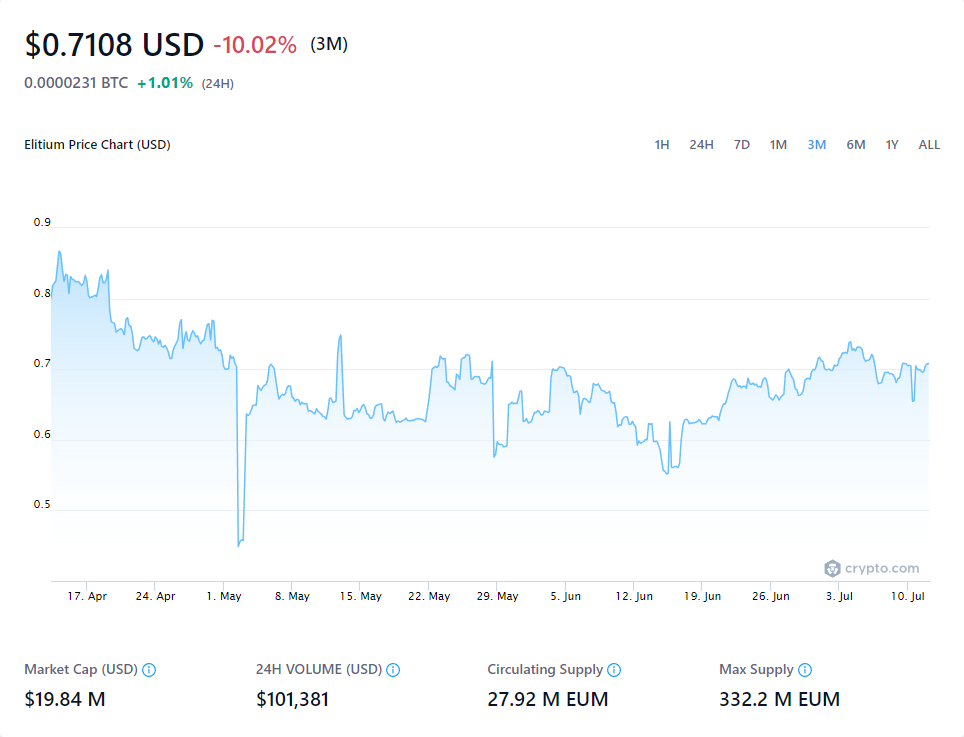 $0.7108 USD -10.02% (3M)
0.0000231 BTC +1.01% (24H)
Elitium Price Chart (USD) 1H 24H 7D 1M 3M 6M 1Y ALL
0.9
0.8
0.7
0.6
0.5
crypto.com
17. Apr 24. Apr 1. May 8. May 15. May 22. May 29. May 5. Jun 12. Jun 19. Jun 26. Jun 3. Jul 10. Jul
Market Cap (USD) 24H VOLUME (USD) Circulating Supply Max Supply
$19.84 M $101,381 27.92 M EUM 332.2 M EUM